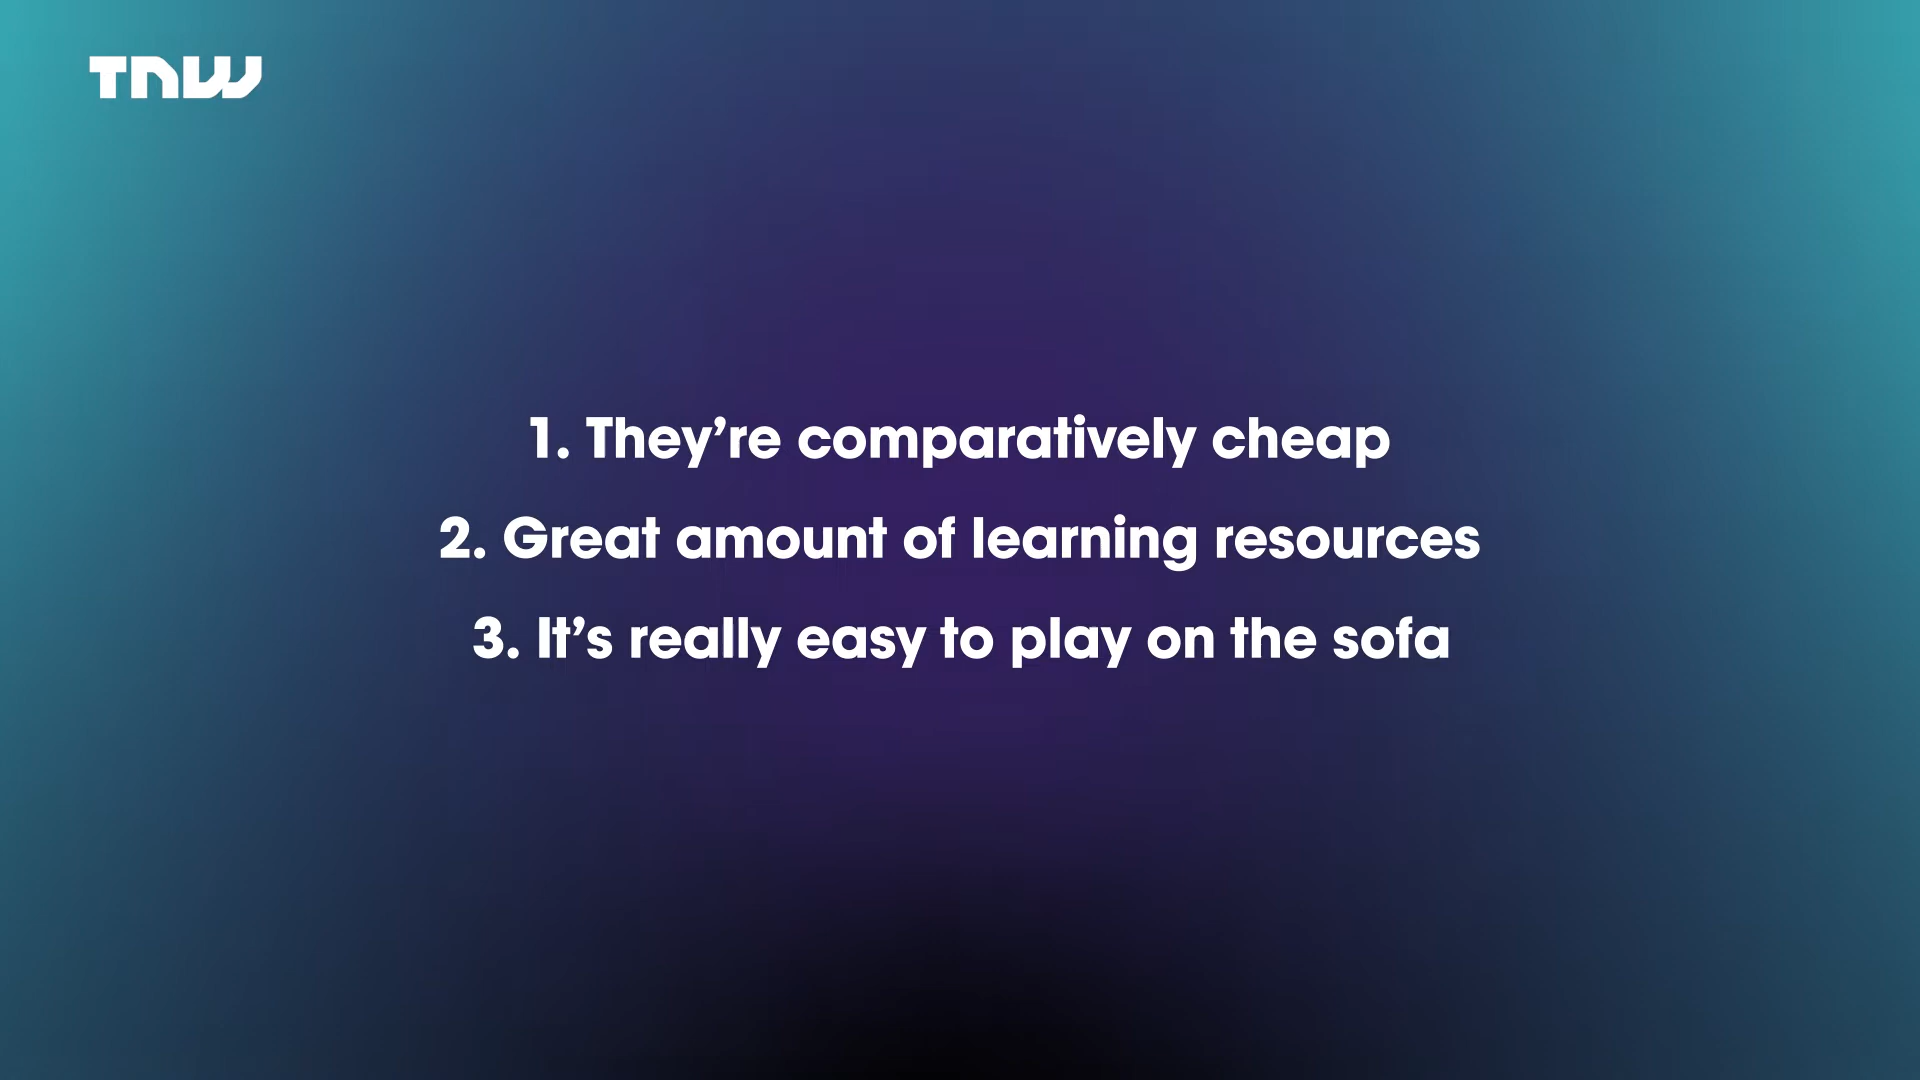 TNW
1. They’re comparatively cheap
2. Great amount of learning resources
3. It’s really easy to play on the sofa